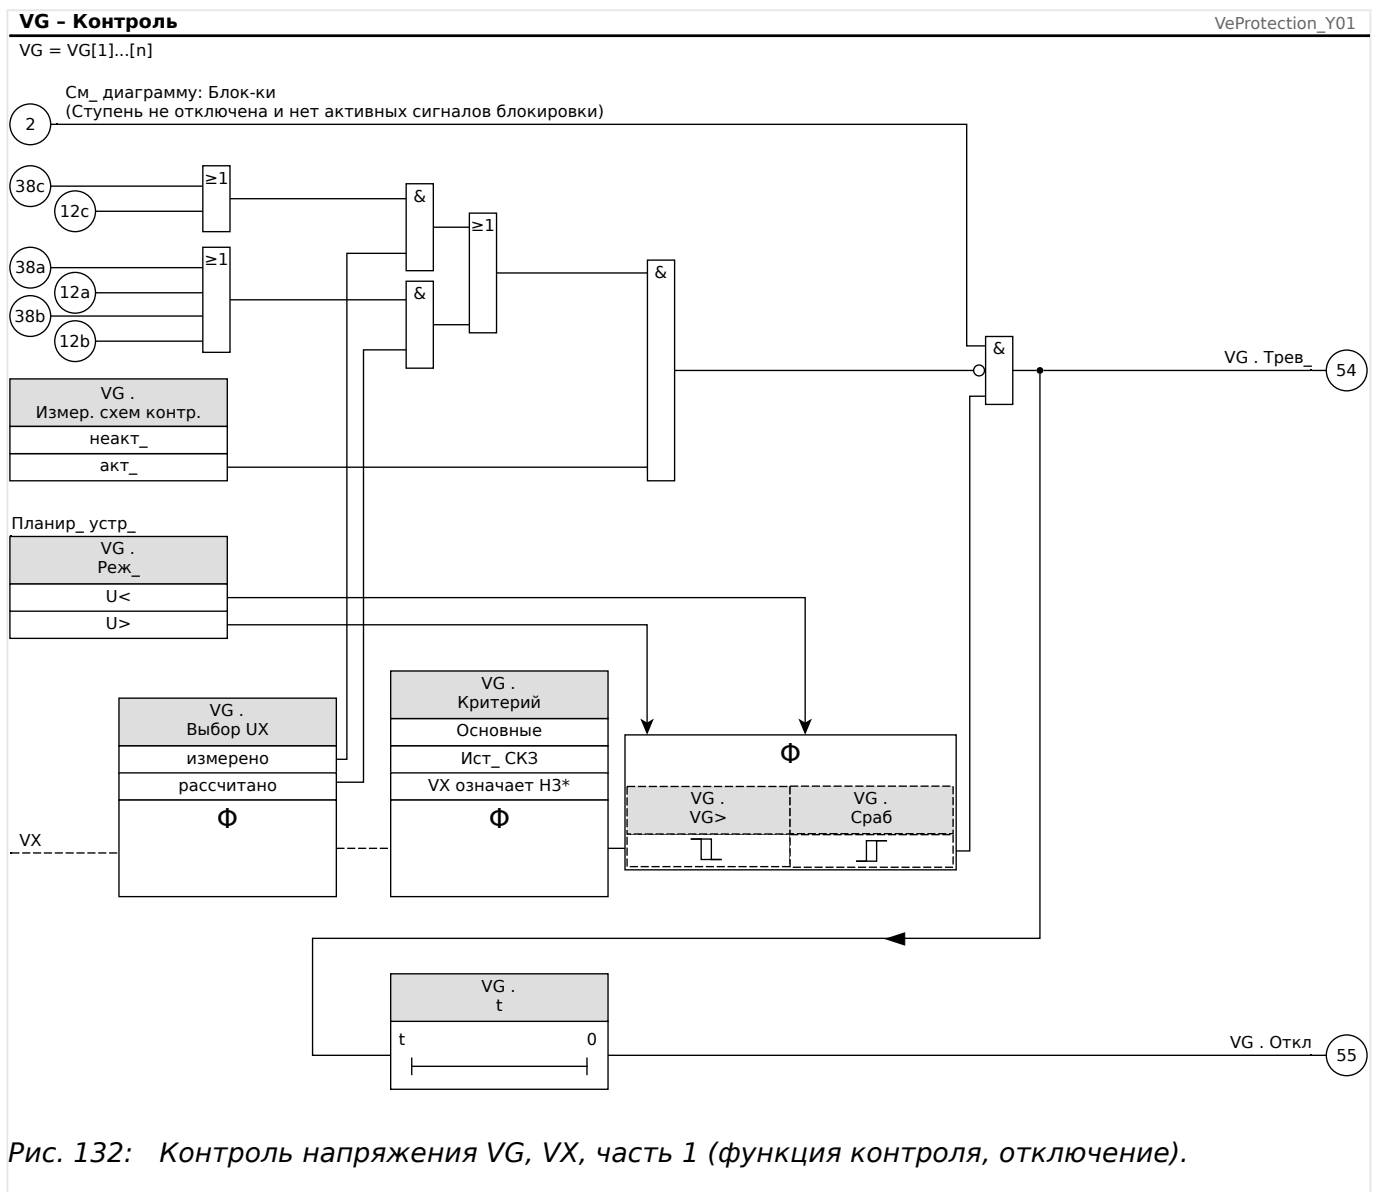 VG – Контроль
VeProtection_Y01
VG = VG[1]...[n]
См_ диаграмму: Блок-ки
(Ступень не отключена и нет активных сигналов блокировки)
2
38c
12c
≥1
&
≥1
38a
12a
38b
12b
≥1
&
&
&
VG . Трев_
54
VG .
Измер. схем контр.
неакт_
акт_
Планир_ устр_
VG .
Реж_
U<
U>
VG .
Выбор UX
измерено
рассчитано
Φ
VX
VG .
Критерий
Основные
Ист_ СКЗ
VX означает НЗ*
Φ
Φ
VG .
VG>
VG .
Сраб
VG .
t
t 0
VG . Откл
55
Рис. 132: Контроль напряжения VG, VX, часть 1 (функция контроля, отключение).